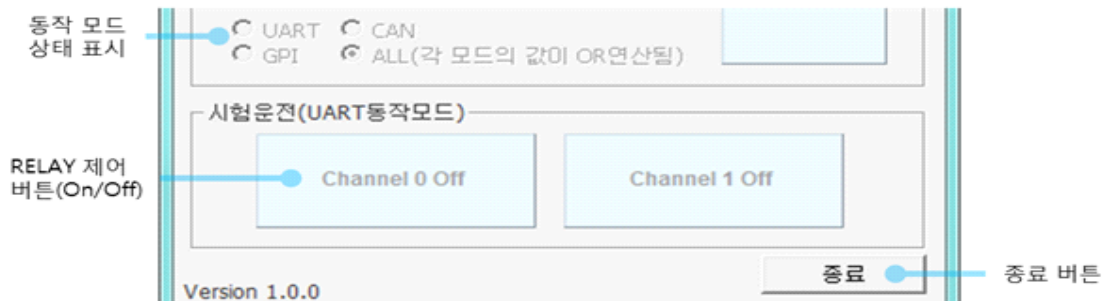 동작 모드
상태 표시
UART CAN
GPI ALL(각 모드의 값이 OR연산됨)
시험운전(UART동작모드)
RELAY 제어
버튼(On/Off)
Channel 0 Off Channel 1 Off
종료 종료 버튼
Version 1.0.0